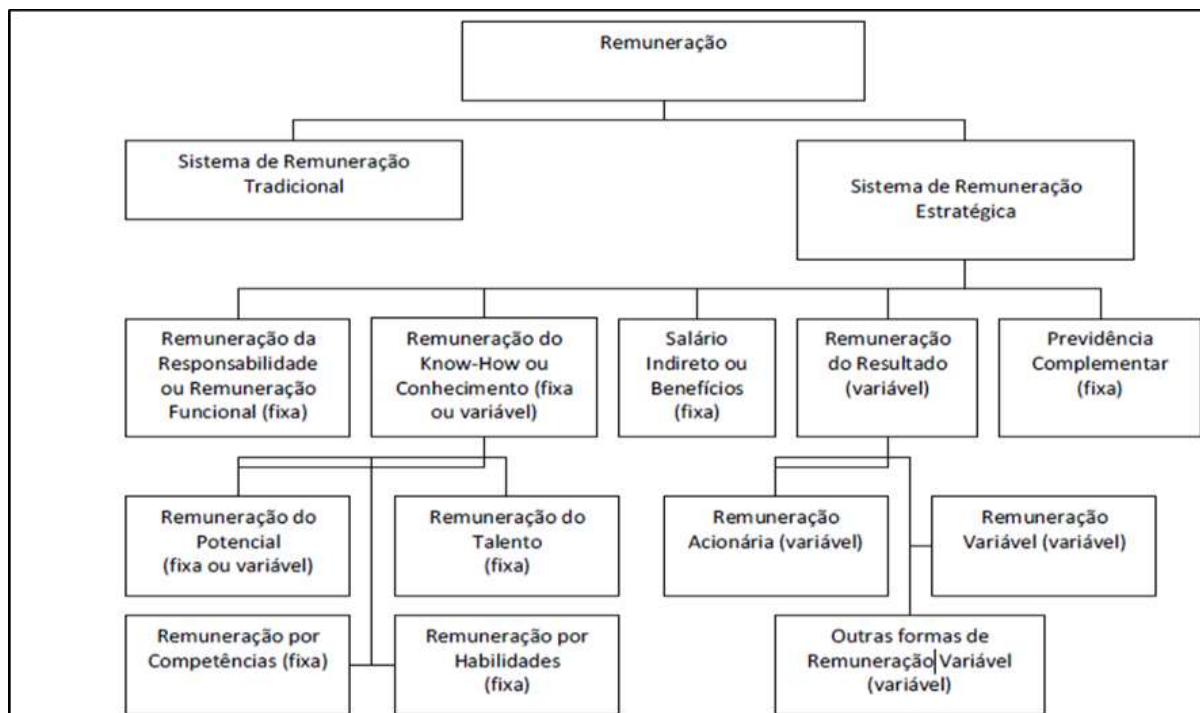 Remuneração
Sistema de Remuneração
Tradicional
Sistema de Remuneração
Estratégica
Remuneração da
Responsabilidade
ou Remuneração
Funcional (fixa)
Remuneração do
Know-How ou
Conhecimento (fixa
ou variável)
Salário
Indireto ou
Benefícios
(fixa)
Remuneração
do Resultado
(variável)
Previdência
Complementar
(fixa)
Remuneração do
Potencial
(fixa ou variável)
Remuneração do
Talento
(fixa)
Remuneração
Acionária (variável)
Remuneração
Variável (variável)
Remuneração por
Competências (fixa)
Remuneração por
Habilidades
(fixa)
Outras formas de
Remuneração Variável
(variável)